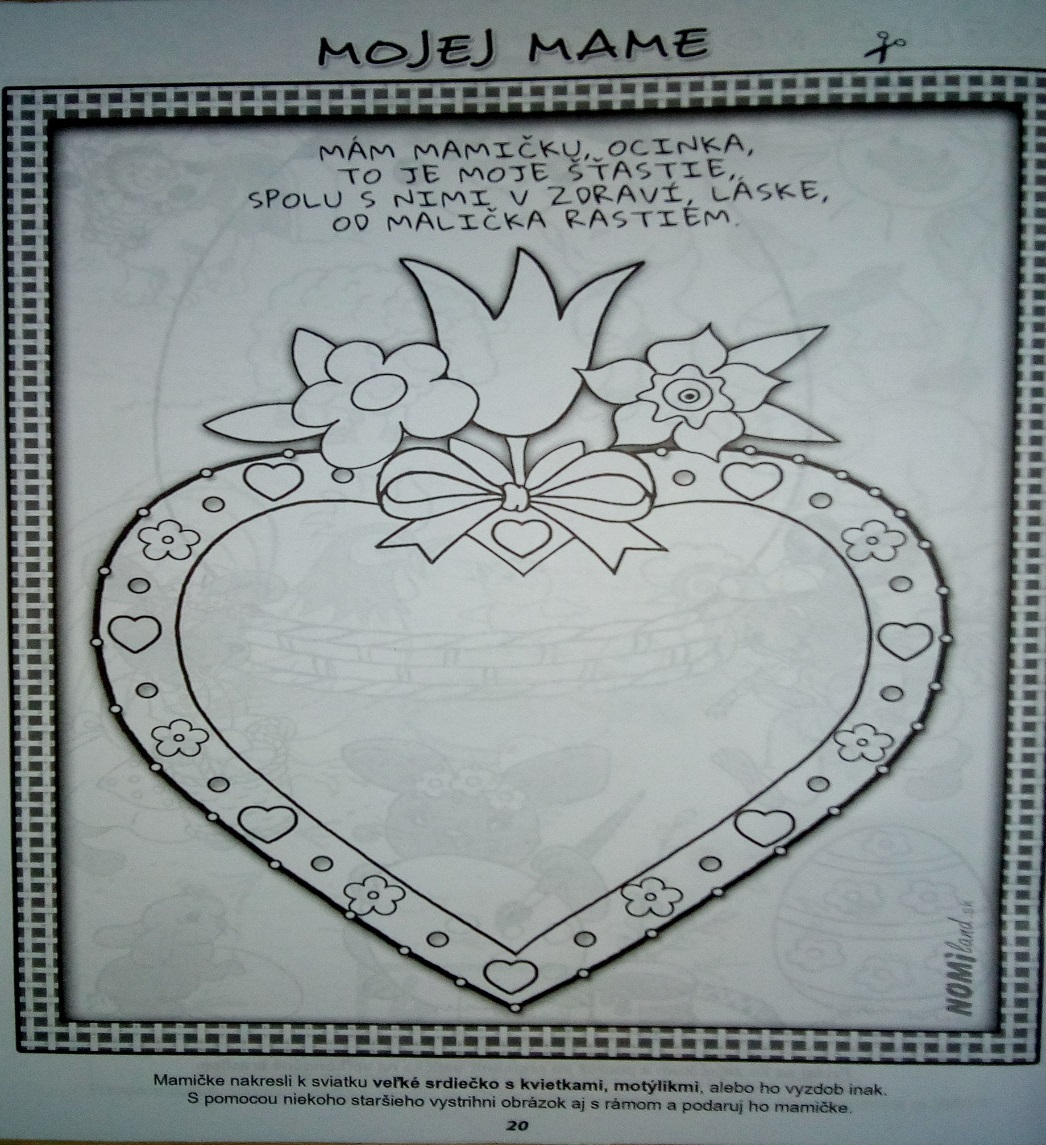 MOJEJ MAME
MÁM MAMIČKU, OCINKA,
TO JE MOJE ŠŤASTIE,
SPOLU S NIMI V ZDRAVÍ, LÁSKE,
OD MALIČKA RASTIEM.
NOMiland.sk
Mamičke nakresli k sviatku veľké srdiečko s kvietkami, motýlikmi, alebo ho vyzdob inak.
S pomocou niekoho staršieho vystrihni obrázok aj s rámom a podaruj ho mamičke.
20